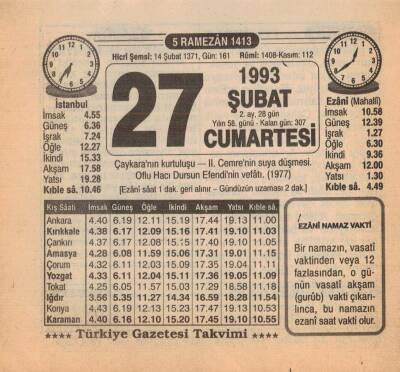 5 RAMEZÂN 1413
Hicrî Şemsî: 14 Şubat 1371, Gün: 161 Rûmî: 1408-Kasım: 112
27
1993
ŞUBAT
2. ay, 28 gün
Yılın 58. günü - Kalan gün: 307
CUMARTESİ
İstanbul
İmsak 4.55
Güneş 6.36
İşrak 7.24
Öğle 12.27
İkindi 15.33
Akşam 17.58
Yatsı 19.28
Kıble sâ. 10.46
Ezânî (Mahallî)
İmsak 10.58
Güneş 12.39
İşrak 1.27
Öğle 6.30
İkindi 9.36
Akşam 12.00
Yatsı 1.30
Kıble sâ. 4.49
Çaykara'nın kurtuluşu — II. Cemre'nin suya düşmesi.
Oflu Hacı Dursun Efendi'nin vefâtı. (1977)
[Ezânî saat 1 dak. geri alınır – Gündüzün uzaması 2 dak.]
Kış Saati İmsak Güneş Öğle İkindi Akşam Yatsı Kıble sâ.
Ankara 4.40 6.19 12.11 15.19 17.44 19.13 11.00
Kırıkkale 4.38 6.17 12.09 15.16 17.41 19.10 11.03
Çankırı 4.37 6.17 12.08 15.15 17.40 19.10 11.05
Amasya 4.28 6.08 11.59 15.06 17.31 19.01 11.15
Çorum 4.32 6.11 12.03 15.09 17.35 19.04 11.11
Yozgat 4.33 6.11 12.04 15.11 17.36 19.05 11.09
Tokat 4.25 6.05 11.57 15.03 17.29 18.58 11.18
Iğdır 3.56 5.35 11.27 14.34 16.59 18.28 11.54
Konya 4.43 6.19 12.13 15.23 17.47 19.13 10.53
Karaman 4.40 6.16 12.10 15.20 17.45 19.10 10.55
EZÂNÎ NAMAZ VAKTİ
Bir namazın, vasatî
vaktinden veya 12
fazlasından, o gü-
nün vasatî akşam
(gurûb) vakti çıkarı-
lınca, bu namazın
ezanî saat vakti olur.
**** Türkiye Gazetesi Takvimi ****